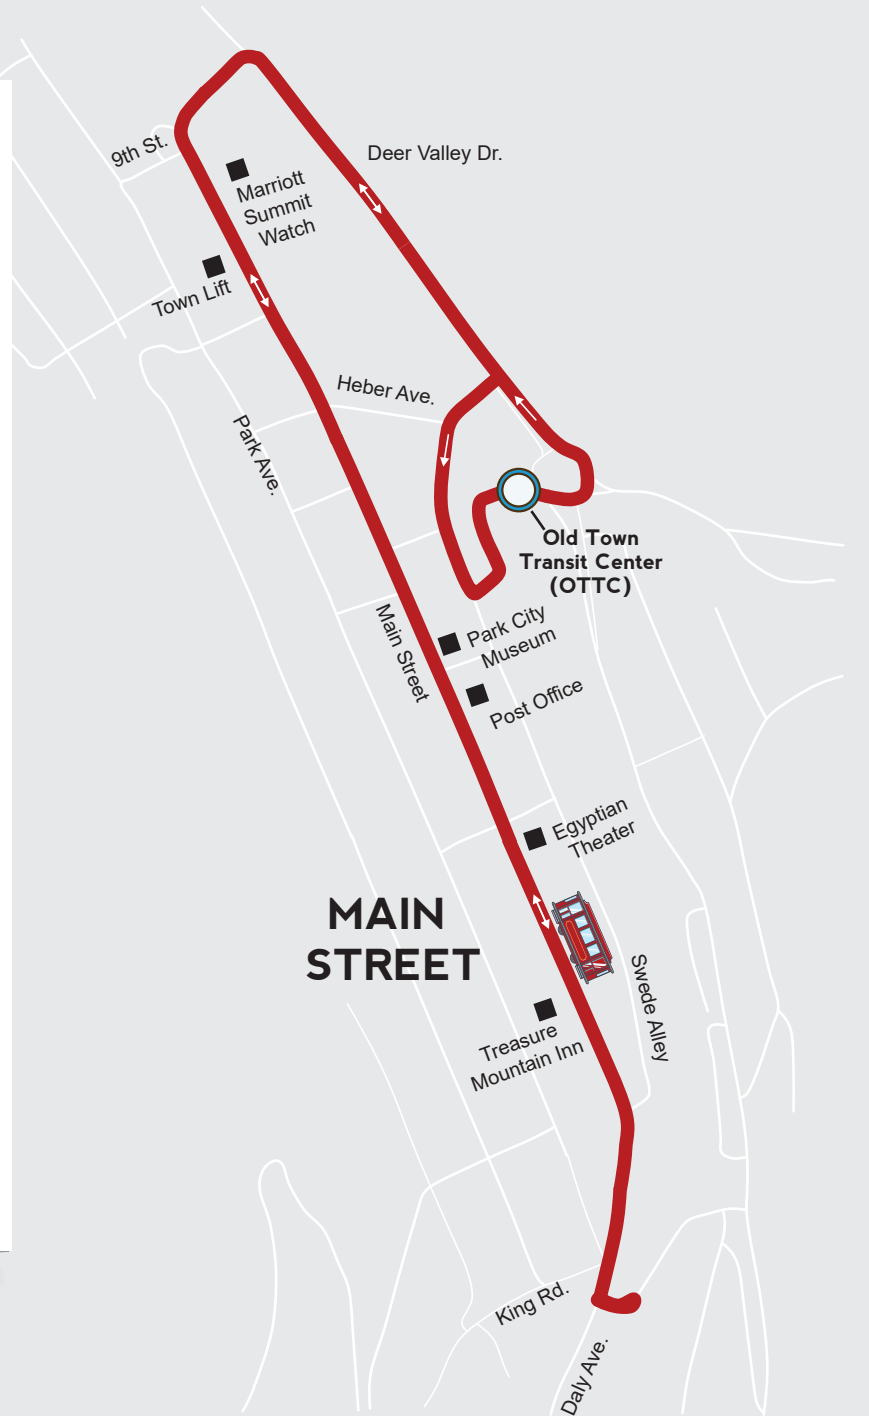 9th St.
Deer Valley Dr.
Marriott
Summit
Watch
Town Lift
Heber Ave.
Park Ave.
Old Town
Transit Center
(OTTC)
Main Street
Park City
Museum
Post Office
Egyptian
Theater
MAIN
STREET
Swede Alley
Treasure
Mountain Inn
King Rd.
Daly Ave.